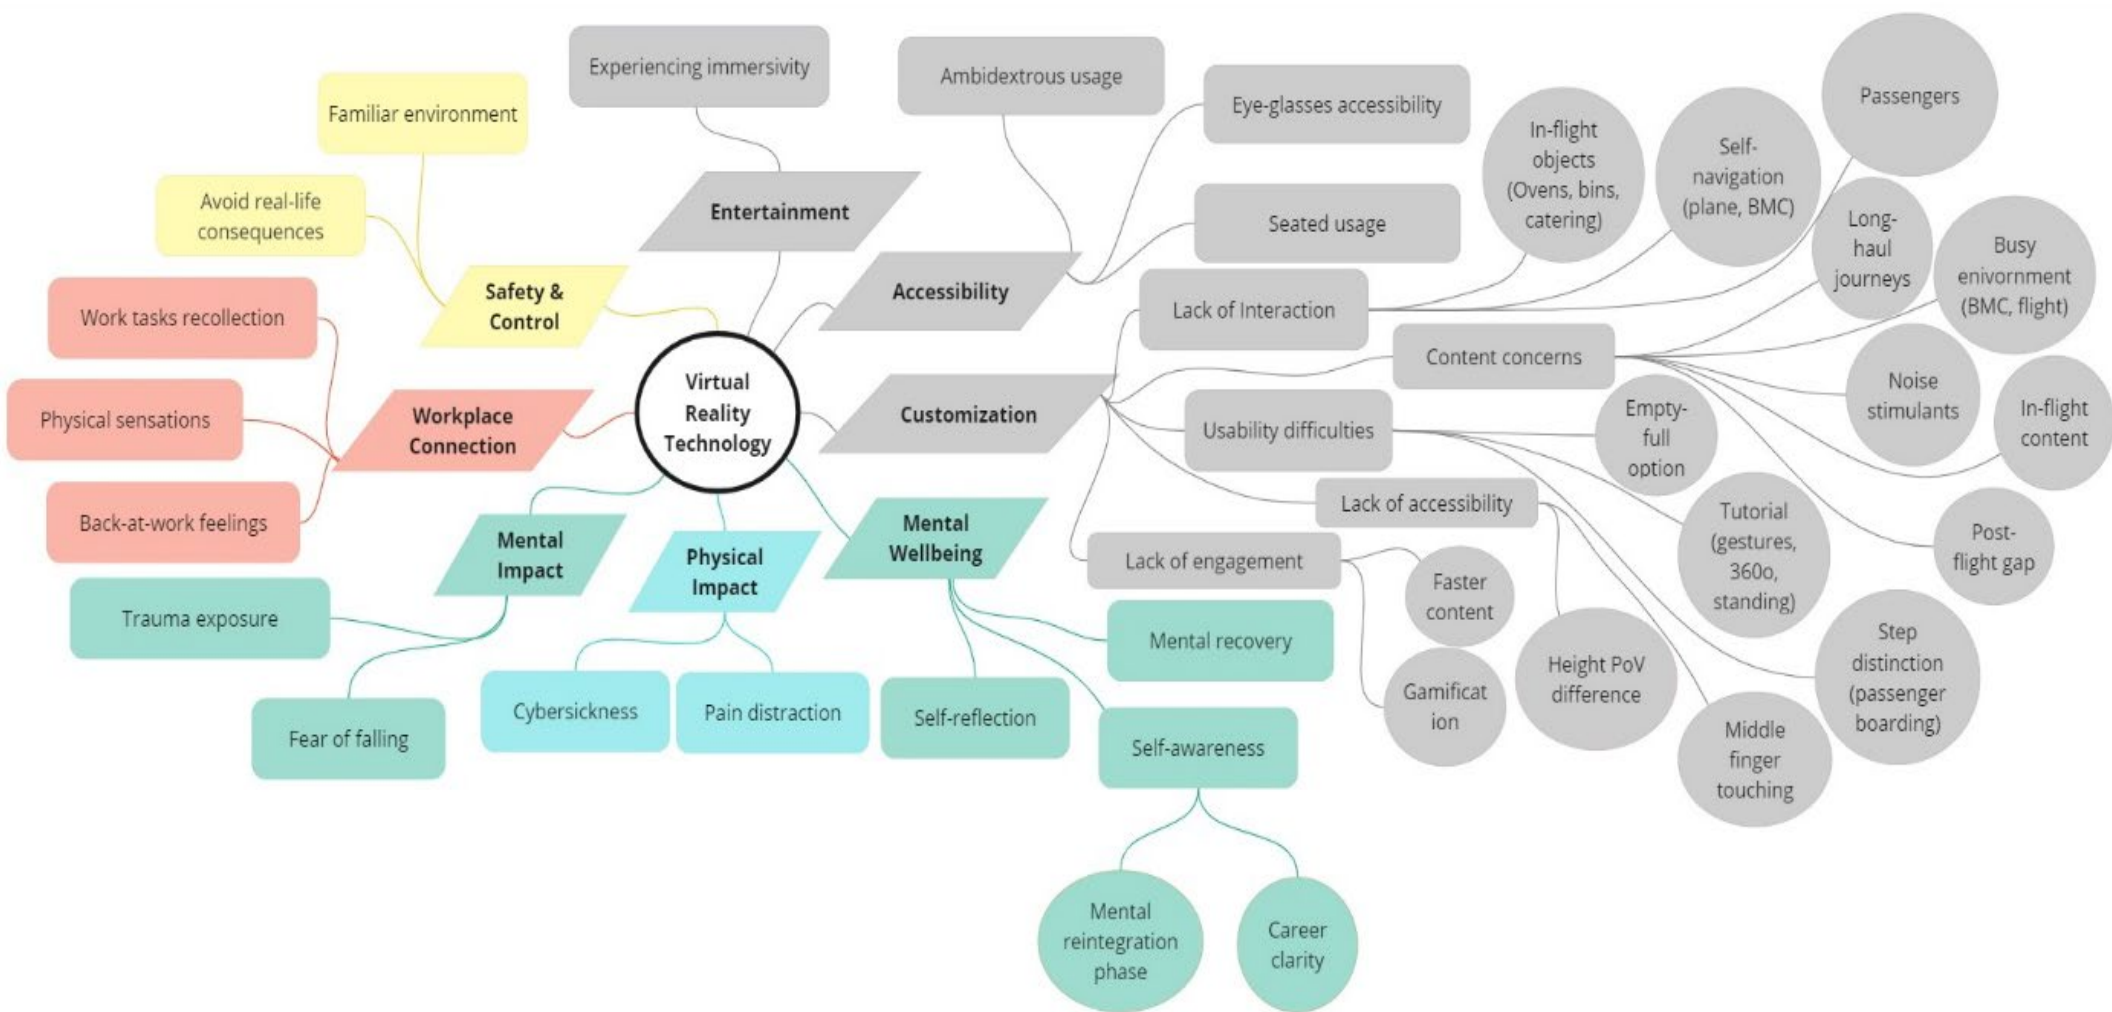 Experiencing immersivity
Ambidextrous usage
Familiar environment
Eye-glasses accessibility
Passengers
In-flight
objects
(Ovens, bins,
catering)
Self-
navigation
(plane, BMC)
Avoid real-life
consequences
Entertainment
Seated usage
Long-
haul
journeys
Busy
enivornment
(BMC, flight)
Safety &
Control
Accessibility
Work tasks recollection
Lack of Interaction
Content concerns
Virtual
Reality
Technology
Noise
stimulants
In-flight
content
Physical sensations
Workplace
Connection
Customization
Usability difficulties
Empty-
full
option
Back-at-work feelings
Mental
Impact
Physical
Impact
Mental
Wellbeing
Lack of accessibility
Tutorial
(gestures,
360o,
standing)
Post-
flight gap
Lack of engagement
Faster
content
Trauma exposure
Mental recovery
Height PoV
difference
Step
distinction
(passenger
boarding)
Fear of falling
Cybersickness
Pain distraction
Self-reflection
Self-awareness
Gamificat
ion
Middle
finger
touching
Mental
reintegration
phase
Career
clarity